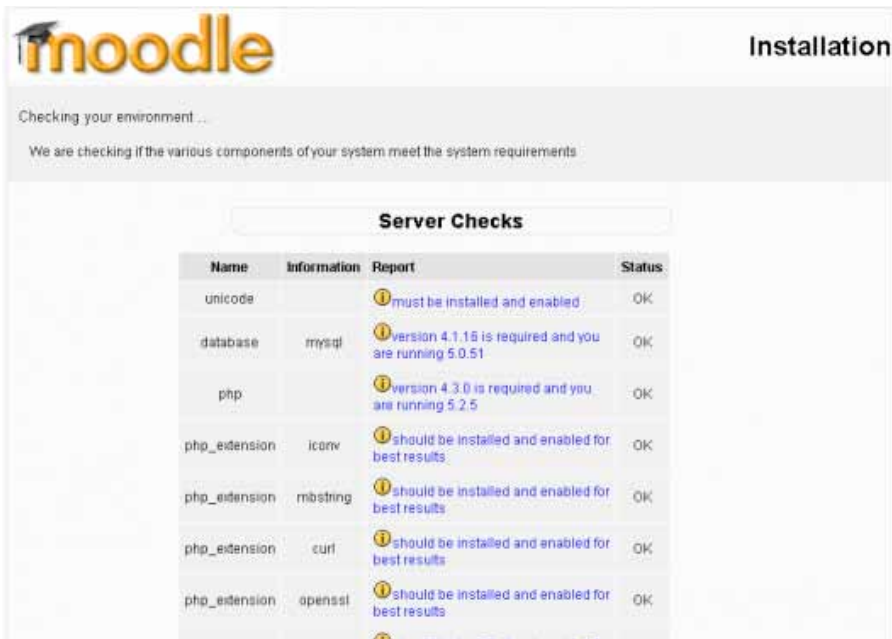 moodle
Installation
Checking your environment ...
We are checking if the various components of your system meet the system requirements
Server Checks
Name Information Report Status
unicode must be installed and enabled OK
database mysql version 4.1.16 is required and you are running 5.0.51 OK
php version 4.3.0 is required and you are running 5.2.5 OK
php_extension iconv should be installed and enabled for best results OK
php_extension mbstring should be installed and enabled for best results OK
php_extension curl should be installed and enabled for best results OK
php_extension openssl should be installed and enabled for best results OK